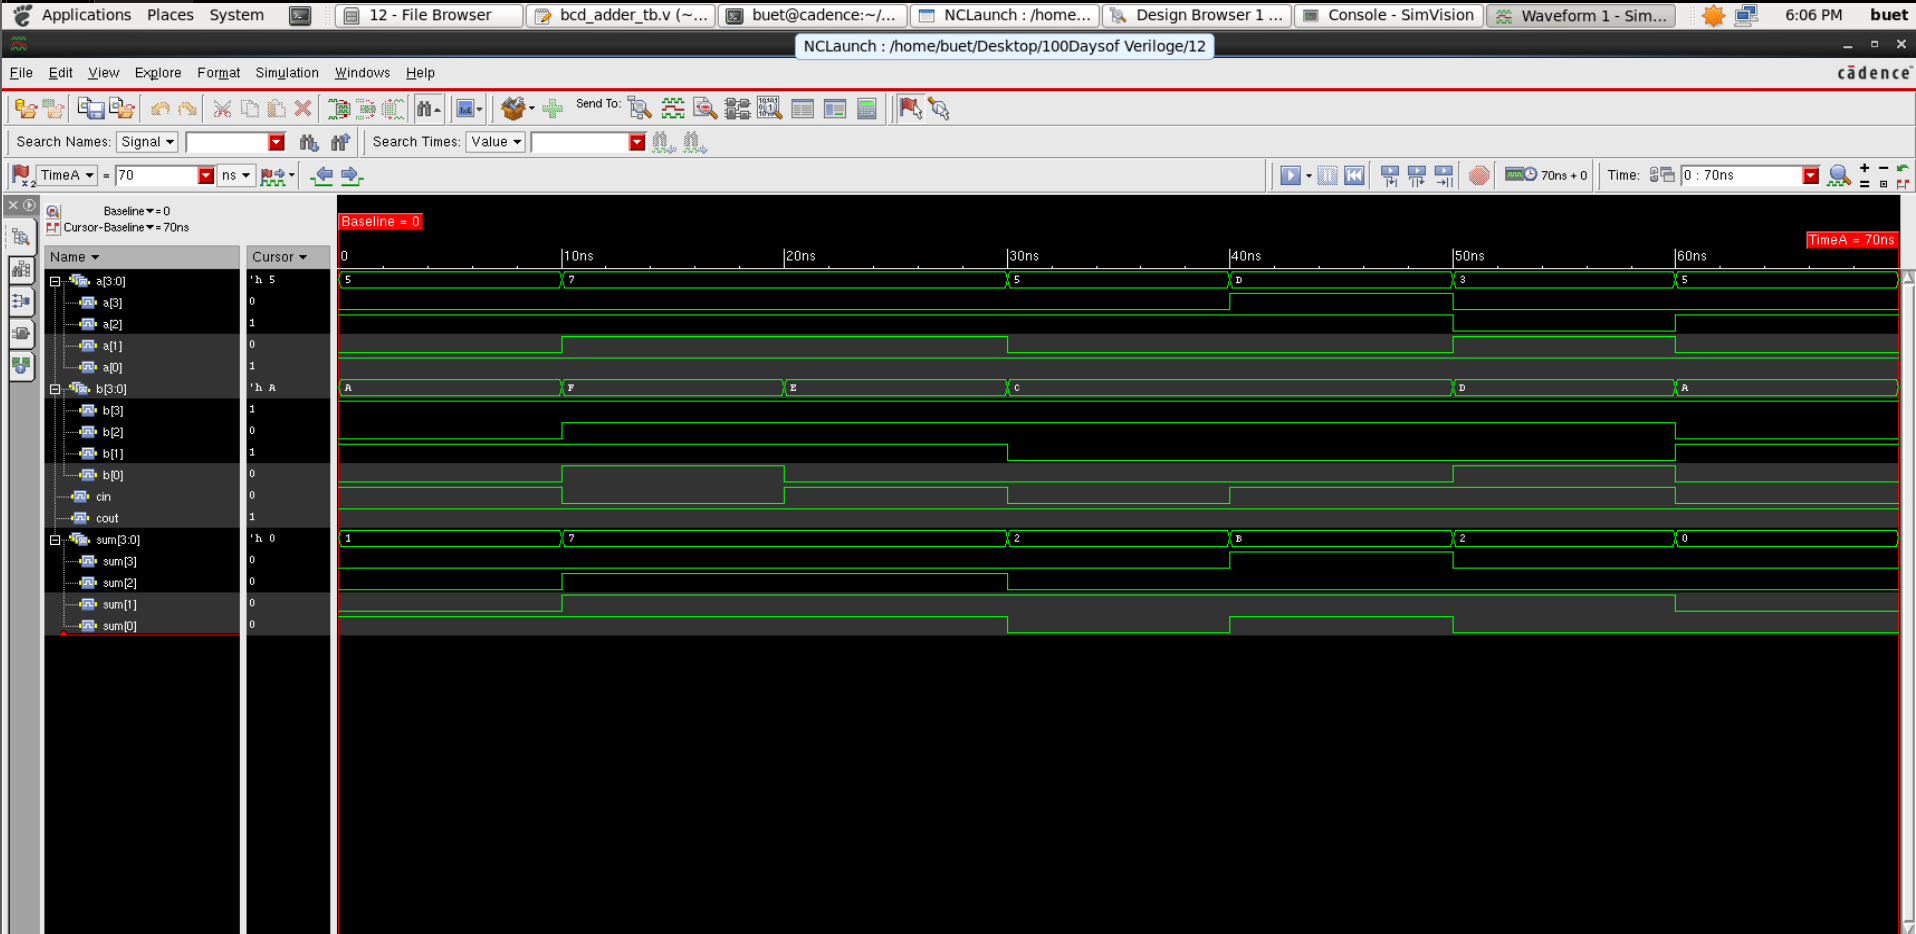 Applications Places System 12 - File Browser bcd_adder_tb.v (~... buet@cadence:~/... NCLaunch : /home... Design Browser 1 ... Console - SimVision Waveform 1 - Sim... 6:06 PM buet
NCLaunch : /home/buet/Desktop/100Daysof Veriloge/12
File Edit View Explore Format Simulation Windows Help cādence
Send To:
Search Names: Signal Search Times: Value
TimeA = 70 ns 70ns + 0 Time: 0 : 70ns
Baseline = 0
Cursor-Baseline = 70ns
Baseline = 0
TimeA = 70ns
Name Cursor 0 10ns 20ns 30ns 40ns 50ns 60ns
a[3:0] 'h 5 5 7 5 D 3 5
a[3] 0
a[2] 1
a[1] 0
a[0] 1
b[3:0] 'h A A F E C D A
b[3] 1
b[2] 0
b[1] 1
b[0] 0
cin 0
cout 1
sum[3:0] 'h 0 1 7 2 B 2 0
sum[3] 0
sum[2] 0
sum[1] 0
sum[0] 0